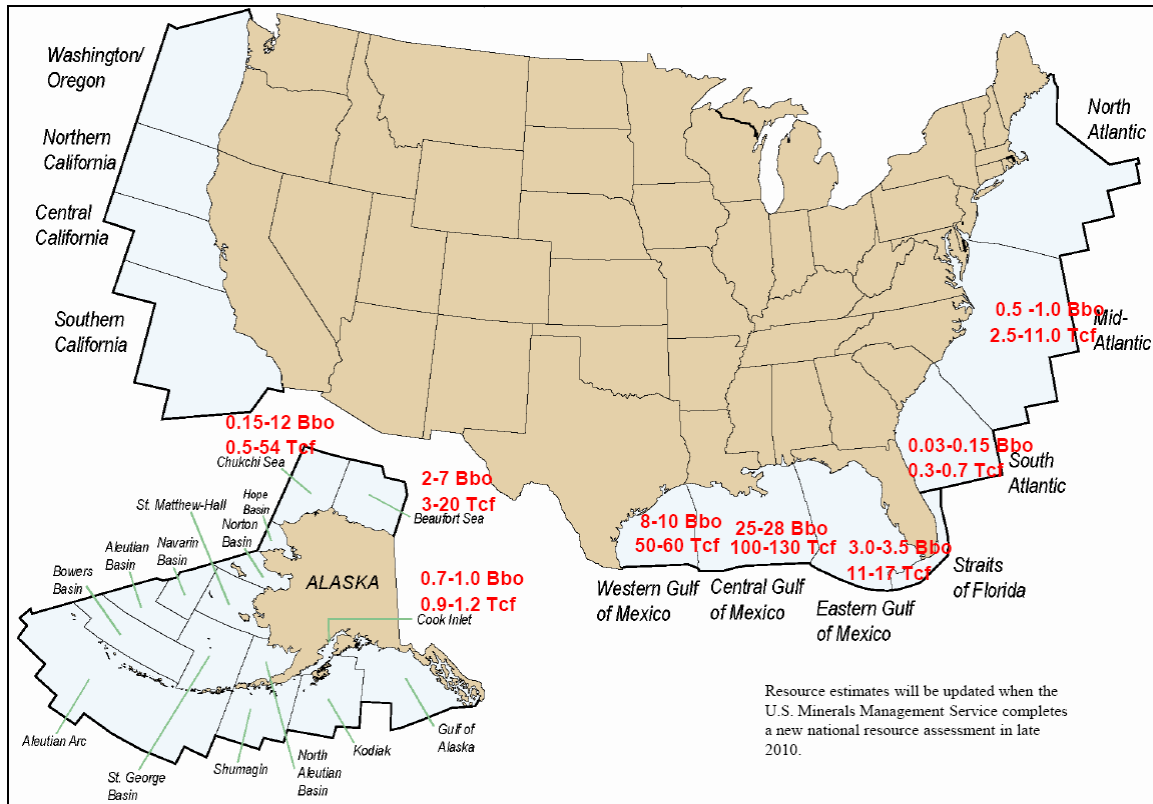 Washington/
Oregon
Northern
California
Central
California
Southern
California
North
Atlantic
0.5 -1.0 Bbo
2.5-11.0 Tcf
Mid-
Atlantic
0.03-0.15 Bbo
0.3-0.7 Tcf
South
Atlantic
0.15-12 Bbo
0.5-54 Tcf
Chukchi Sea
2-7 Bbo
3-20 Tcf
Beaufort Sea
St. Matthew-Hall
Hope
Basin
Norton
Basin
Navarin
Basin
Aleutian
Basin
Bowers
Basin
ALASKA
0.7-1.0 Bbo
0.9-1.2 Tcf
Cook Inlet
8-10 Bbo
50-60 Tcf
25-28 Bbo
100-130 Tcf
3.0-3.5 Bbo
11-17 Tcf
Western Gulf
of Mexico
Central Gulf
of Mexico
Eastern Gulf
of Mexico
Straits
of Florida
Aleutian Arc
St. George
Basin
Shumagin
North
Aleutian
Basin
Kodiak
Gulf of
Alaska
Resource estimates will be updated when the
U.S. Minerals Management Service completes
a new national resource assessment in late
2010.